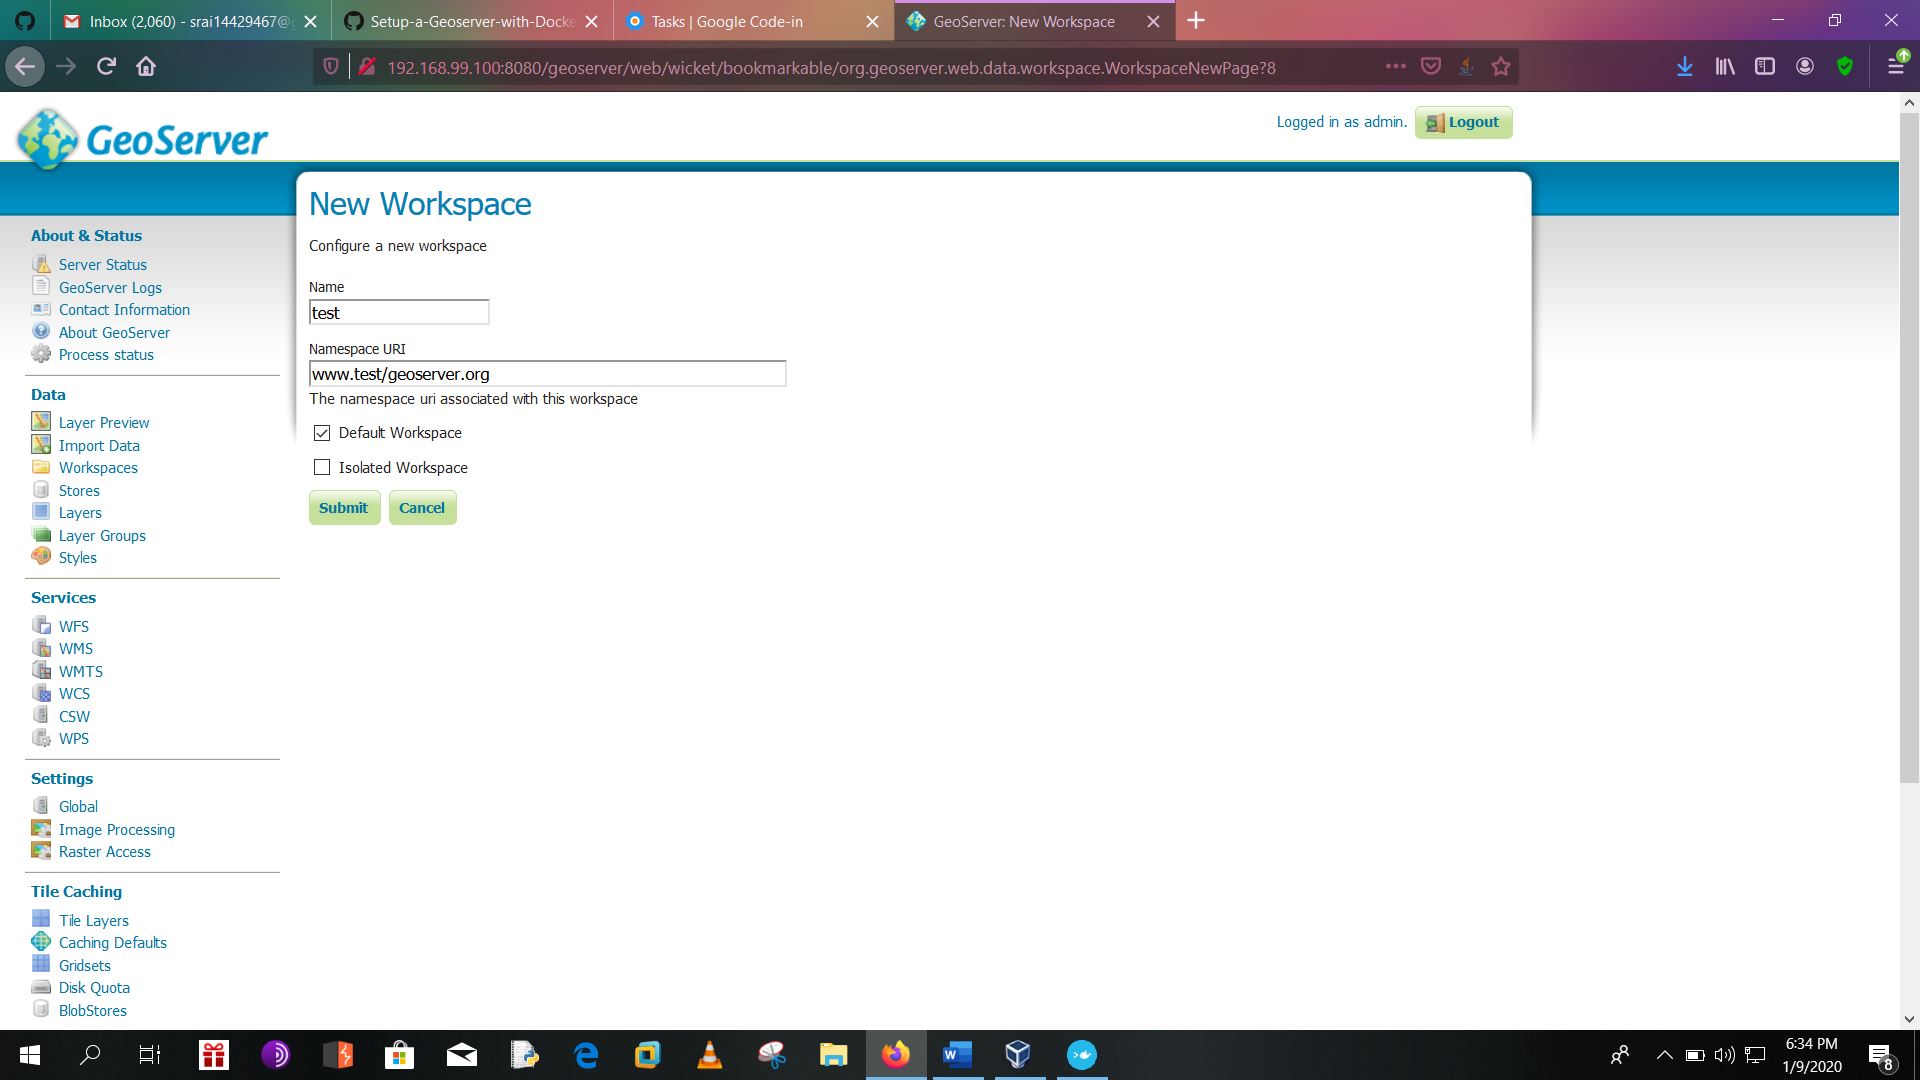 Inbox (2,060) - srai14429467@
Setup-a-Geoserver-with-Docke
Tasks | Google Code-in
GeoServer: New Workspace
192.168.99.100:8080/geoserver/web/wicket/bookmarkable/org.geoserver.web.data.workspace.WorkspaceNewPage?8
GeoServer
Logged in as admin.
Logout
About & Status
Server Status
GeoServer Logs
Contact Information
About GeoServer
Process status
Data
Layer Preview
Import Data
Workspaces
Stores
Layers
Layer Groups
Styles
Services
WFS
WMS
WMTS
WCS
CSW
WPS
Settings
Global
Image Processing
Raster Access
Tile Caching
Tile Layers
Caching Defaults
Gridsets
Disk Quota
BlobStores
New Workspace
Configure a new workspace
Name
test
Namespace URI
www.test/geoserver.org
The namespace uri associated with this workspace
Default Workspace
Isolated Workspace
Submit
Cancel
6:34 PM
1/9/2020
8